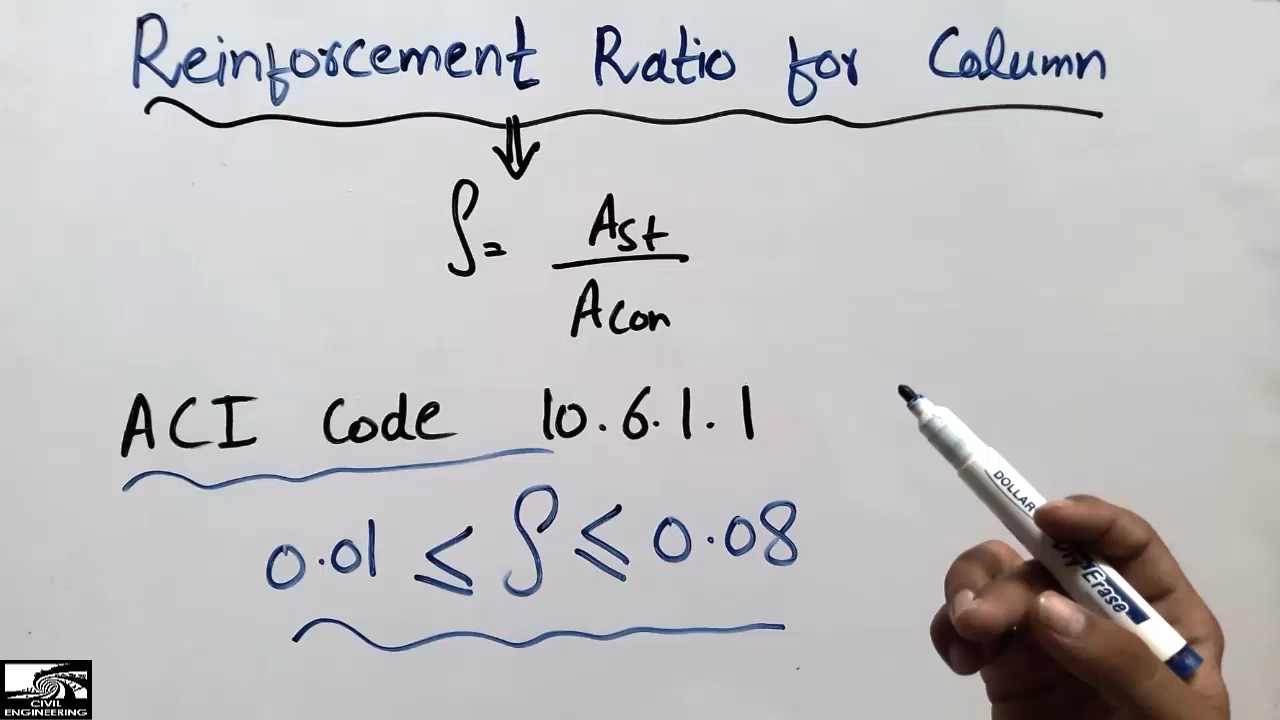 Reinforcement Ratio for Column
ρ = Ast / Acon
ACI Code 10.6.1.1
0.01 ≤ ρ ≤ 0.08
DOLLAR
Dry Erase
CIVIL
ENGINEERING